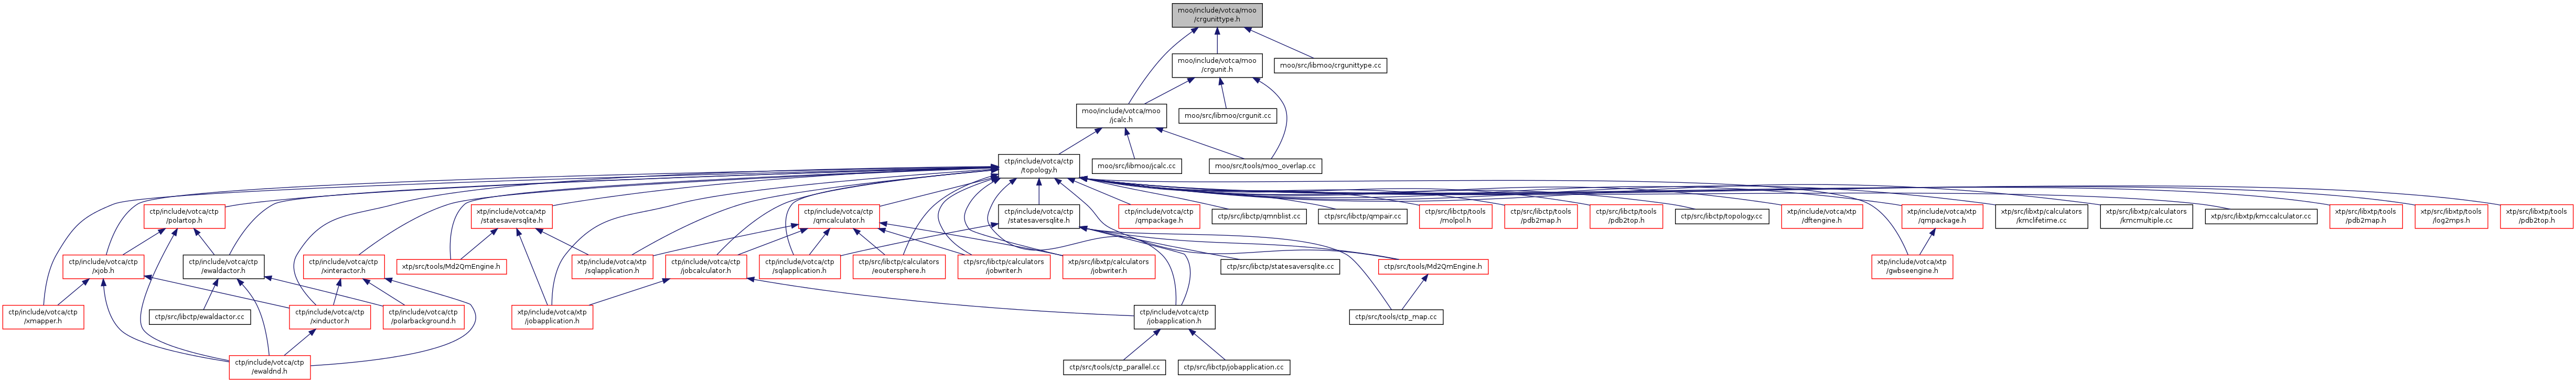 moo/include/votca/moo
/crgunittype.h
moo/include/votca/moo
/crgunit.h
moo/src/libmoo/crgunittype.cc
moo/include/votca/moo
/jcalc.h
moo/src/libmoo/crgunit.cc
ctp/include/votca/ctp
/topology.h
moo/src/libmoo/jcalc.cc
moo/src/tools/moo_overlap.cc
ctp/include/votca/ctp
/polartop.h
xtp/include/votca/xtp
/statesaversqlite.h
ctp/include/votca/ctp
/qmcalculator.h
ctp/include/votca/ctp
/statesaversqlite.h
ctp/include/votca/ctp
/qmpackage.h
ctp/src/libctp/qmnblist.cc
ctp/src/libctp/qmpair.cc
ctp/src/libctp/tools
/molpol.h
ctp/src/libctp/tools
/pdb2map.h
ctp/src/libctp/tools
/pdb2top.h
ctp/src/libctp/topology.cc
xtp/include/votca/xtp
/dftengine.h
xtp/include/votca/xtp
/qmpackage.h
xtp/src/libxtp/calculators
/kmclifetime.cc
xtp/src/libxtp/calculators
/kmcmultiple.cc
xtp/src/libxtp/kmccalculator.cc
xtp/src/libxtp/tools
/pdb2map.h
xtp/src/libxtp/tools
/log2mps.h
xtp/src/libxtp/tools
/pdb2top.h
ctp/include/votca/ctp
/xjob.h
ctp/include/votca/ctp
/ewaldactor.h
ctp/include/votca/ctp
/xinteractor.h
xtp/src/tools/Md2QmEngine.h
xtp/include/votca/xtp
/sqlapplication.h
ctp/include/votca/ctp
/jobcalculator.h
ctp/include/votca/ctp
/sqlapplication.h
ctp/src/libctp/calculators
/eoutersphere.h
ctp/src/libctp/calculators
/jobwriter.h
xtp/src/libxtp/calculators
/jobwriter.h
ctp/src/libctp/statesaversqlite.cc
ctp/src/tools/Md2QmEngine.h
xtp/include/votca/xtp
/gwbseengine.h
ctp/include/votca/ctp
/xmapper.h
ctp/src/libctp/ewaldactor.cc
ctp/include/votca/ctp
/xinductor.h
ctp/include/votca/ctp
/polarbackground.h
xtp/include/votca/xtp
/jobapplication.h
ctp/include/votca/ctp
/jobapplication.h
ctp/src/tools/ctp_map.cc
ctp/include/votca/ctp
/ewaldnd.h
ctp/src/tools/ctp_parallel.cc
ctp/src/libctp/jobapplication.cc